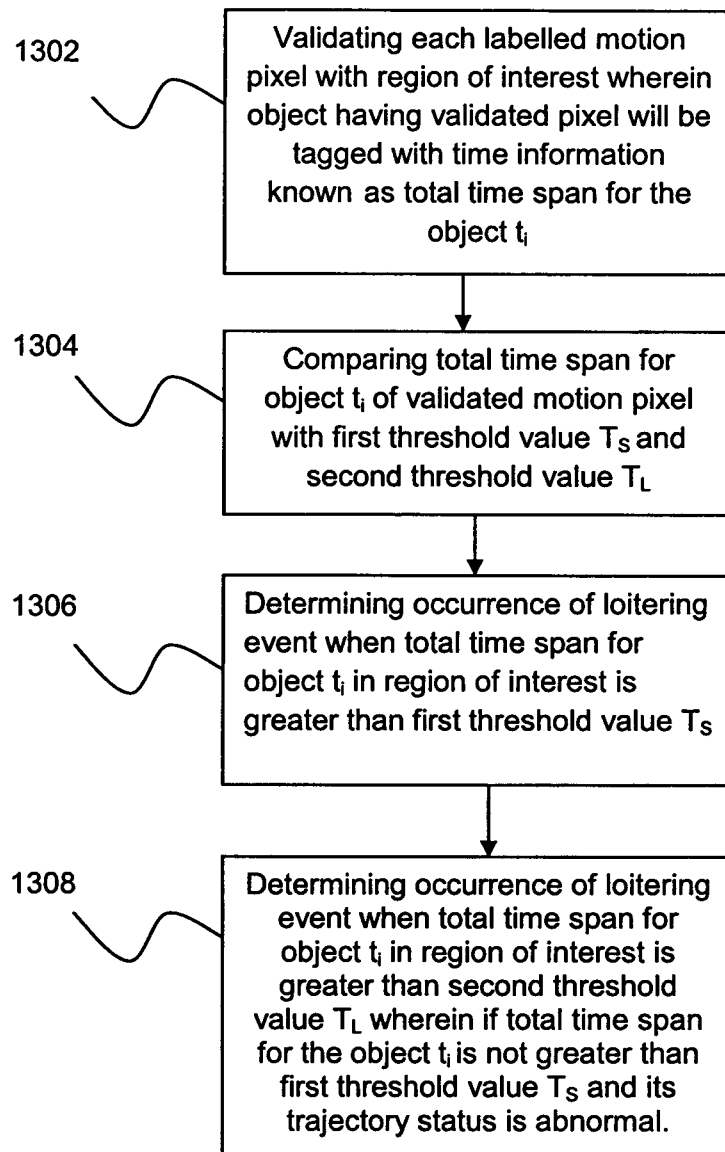 1302
Validating each labelled motion
pixel with region of interest wherein
object having validated pixel will be
tagged with time information
known as total time span for the
object tᵢ
1304
Comparing total time span for
object tᵢ of validated motion pixel
with first threshold value Tₛ and
second threshold value T_L
1306
Determining occurrence of loitering
event when total time span for
object tᵢ in region of interest is
greater than first threshold value Tₛ
1308
Determining occurrence of loitering
event when total time span for
object tᵢ in region of interest is
greater than second threshold
value T_L wherein if total time span
for the object tᵢ is not greater than
first threshold value Tₛ and its
trajectory status is abnormal.